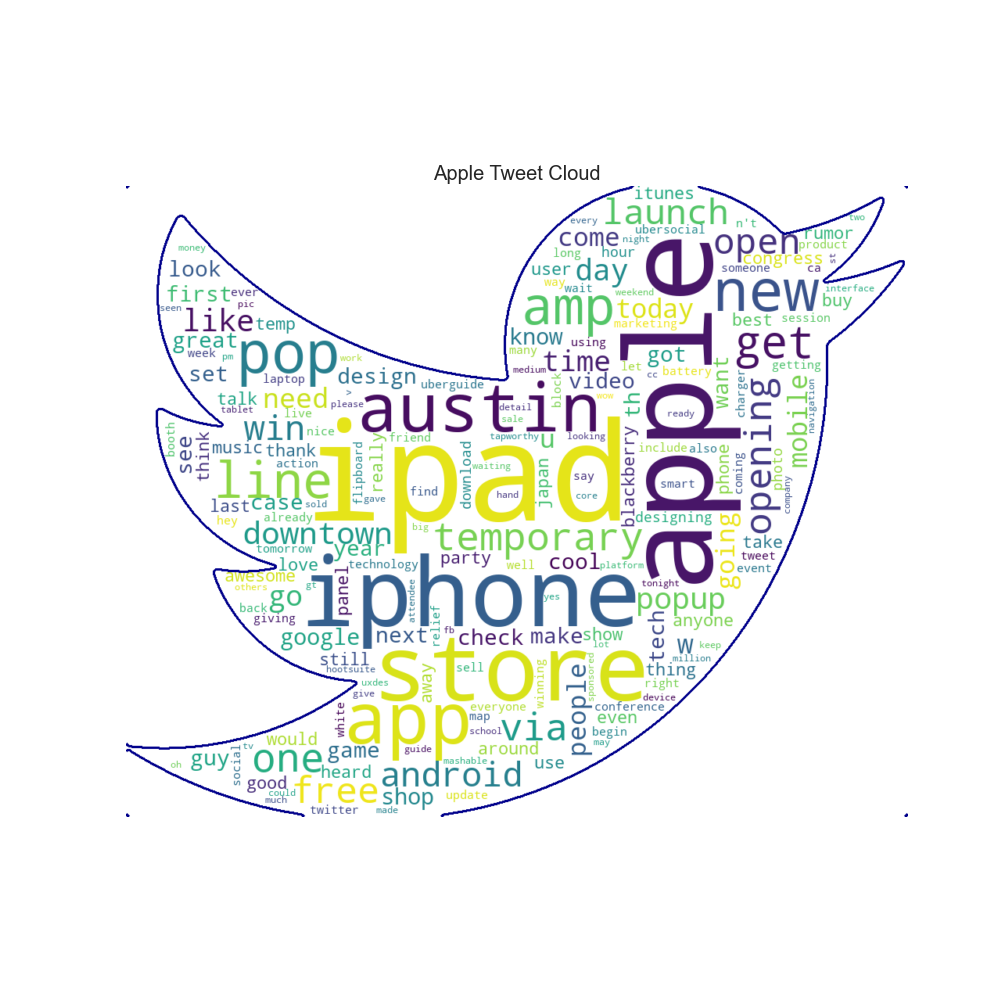 Apple Tweet Cloud
itunes
launch
n't
two
every
ubersocial
come
night
open
rumor
product
money
long
hour
congress
st
look
user
day
someone
ca
way
wait
new
interface
first
ever
weekend
pic
amp
today
buy
seen
like
temp
marketing
best
session
great
know
using
time
get
week
pm
pop
work
many
got
apple
set
laptop
design
medium
let
cc
battery
getting
uberguide
video
want
charger
talk
tablet
need
>
please
block
th
wow
mobile
navigation
live
austin
detail
sale
ready
booth
win
nice
friend
tapworthy
u
looking
opening
see
think
music
thank
really
ipad
include
also
action
flipboard
download
waiting
say
blackberry
phone
coming
photo
line
find
japan
core
smart
company
last
case
sold
gave
hand
hey
already
big
designing
downtown
temporary
going
take
tomorrow
year
party
cool
tweet
love
technology
well
platform
event
awesome
panel
iphone
tonight
others
gt
attendee
yes
go
popup
back
giving
relief
anyone
google
next
fb
check
make
show
tech
w
keep
still
lot
hootsuite
away
store
sell
winning
people
sponsored
thing
million
uxdes
right
give
device
white
app
everyone
conference
map
even
school
via
begin
would
guide
around
may
tv
game
guy
one
mashable
use
oh
social
heard
android
good
free
could
shop
update
much
twitter
made